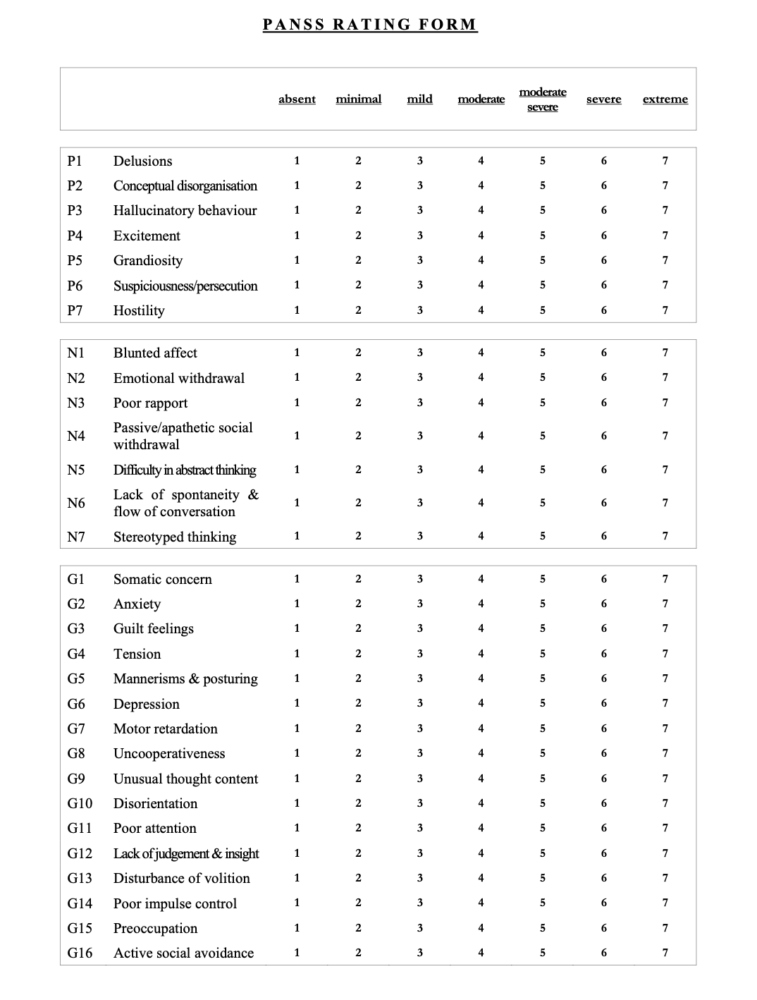 PANSS RATING FORM
absent minimal mild moderate moderate severe severe extreme
P1 Delusions 1 2 3 4 5 6 7
P2 Conceptual disorganisation 1 2 3 4 5 6 7
P3 Hallucinatory behaviour 1 2 3 4 5 6 7
P4 Excitement 1 2 3 4 5 6 7
P5 Grandiosity 1 2 3 4 5 6 7
P6 Suspiciousness/persecution 1 2 3 4 5 6 7
P7 Hostility 1 2 3 4 5 6 7
N1 Blunted affect 1 2 3 4 5 6 7
N2 Emotional withdrawal 1 2 3 4 5 6 7
N3 Poor rapport 1 2 3 4 5 6 7
N4 Passive/apathetic social withdrawal 1 2 3 4 5 6 7
N5 Difficulty in abstract thinking 1 2 3 4 5 6 7
N6 Lack of spontaneity & flow of conversation 1 2 3 4 5 6 7
N7 Stereotyped thinking 1 2 3 4 5 6 7
G1 Somatic concern 1 2 3 4 5 6 7
G2 Anxiety 1 2 3 4 5 6 7
G3 Guilt feelings 1 2 3 4 5 6 7
G4 Tension 1 2 3 4 5 6 7
G5 Mannerisms & posturing 1 2 3 4 5 6 7
G6 Depression 1 2 3 4 5 6 7
G7 Motor retardation 1 2 3 4 5 6 7
G8 Uncooperativeness 1 2 3 4 5 6 7
G9 Unusual thought content 1 2 3 4 5 6 7
G10 Disorientation 1 2 3 4 5 6 7
G11 Poor attention 1 2 3 4 5 6 7
G12 Lack of judgement & insight 1 2 3 4 5 6 7
G13 Disturbance of volition 1 2 3 4 5 6 7
G14 Poor impulse control 1 2 3 4 5 6 7
G15 Preoccupation 1 2 3 4 5 6 7
G16 Active social avoidance 1 2 3 4 5 6 7